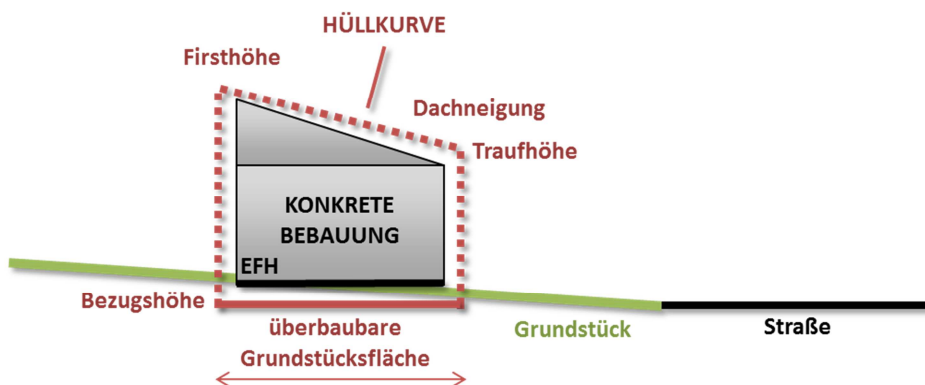 HÜLLKURVE
Firsthöhe
Dachneigung
Traufhöhe
KONKRETE
BEBAUUNG
EFH
Bezugshöhe
überbaubare
Grundstücksfläche
Grundstück
Straße